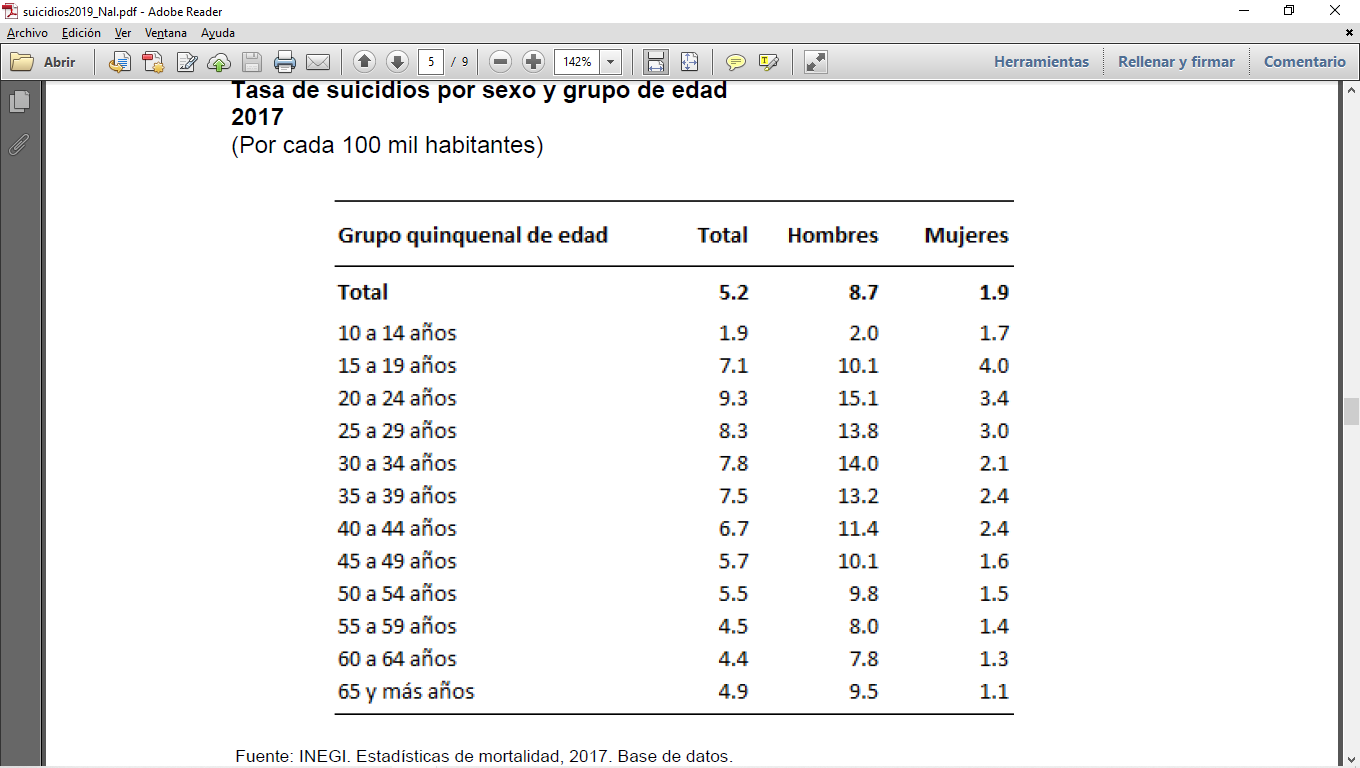 suicidios2019_Nal.pdf - Adobe Reader
Archivo Edición Ver Ventana Ayuda
Abrir 5 / 9 142% Herramientas Rellenar y firmar Comentario
Tasa de suicidios por sexo y grupo de edad
2017
(Por cada 100 mil habitantes)
Grupo quinquenal de edad Total Hombres Mujeres
Total 5.2 8.7 1.9
10 a 14 años 1.9 2.0 1.7
15 a 19 años 7.1 10.1 4.0
20 a 24 años 9.3 15.1 3.4
25 a 29 años 8.3 13.8 3.0
30 a 34 años 7.8 14.0 2.1
35 a 39 años 7.5 13.2 2.4
40 a 44 años 6.7 11.4 2.4
45 a 49 años 5.7 10.1 1.6
50 a 54 años 5.5 9.8 1.5
55 a 59 años 4.5 8.0 1.4
60 a 64 años 4.4 7.8 1.3
65 y más años 4.9 9.5 1.1
Fuente: INEGI. Estadísticas de mortalidad, 2017. Base de datos.